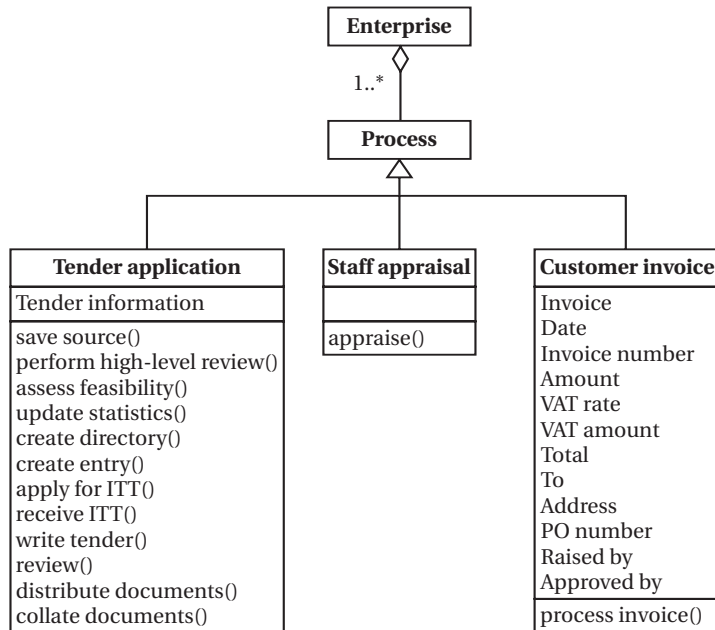 Enterprise
1..*
Process
Tender application
Tender information
save source()
perform high-level review()
assess feasibility()
update statistics()
create directory()
create entry()
apply for ITT()
receive ITT()
write tender()
review()
distribute documents()
collate documents()
Staff appraisal
appraise()
Customer invoice
Invoice
Date
Invoice number
Amount
VAT rate
VAT amount
Total
To
Address
PO number
Raised by
Approved by
process invoice()